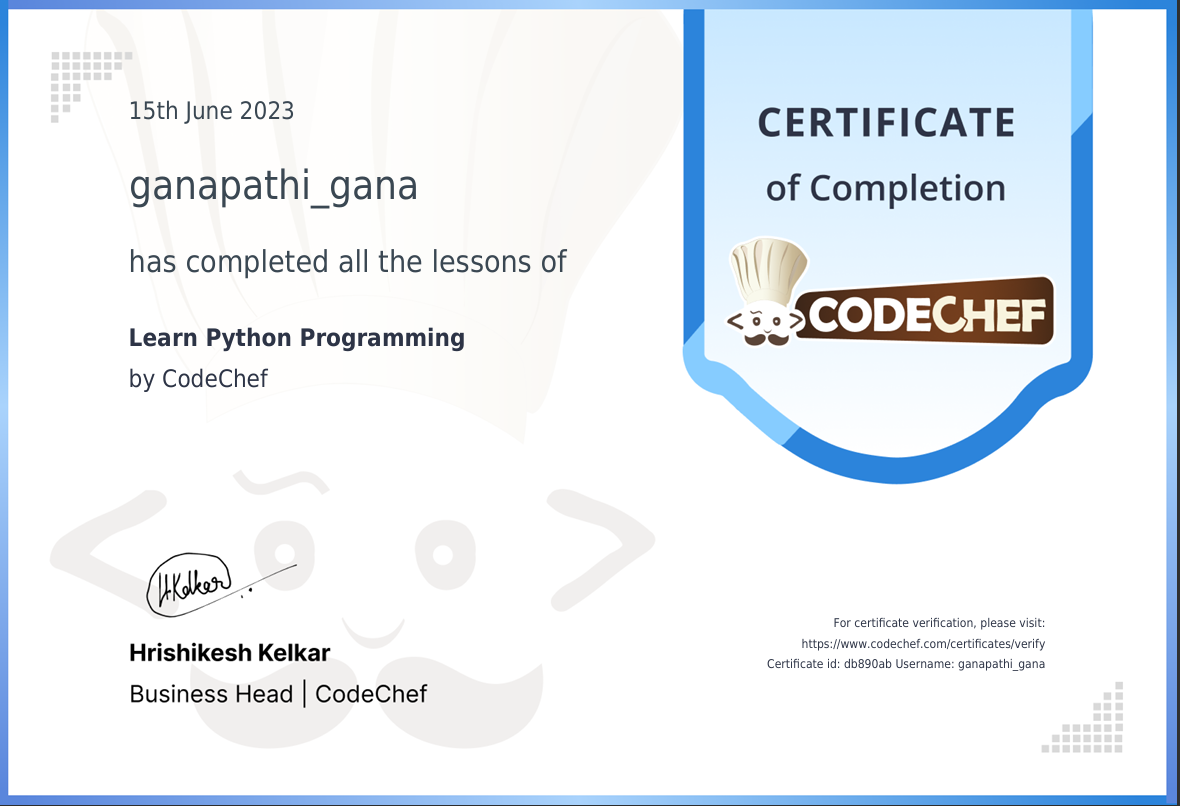 15th June 2023
ganapathi_gana
has completed all the lessons of
Learn Python Programming
by CodeChef
CERTIFICATE
of Completion
CODECHEF
H.Kelkar
Hrishikesh Kelkar
Business Head | CodeChef
For certificate verification, please visit:
https://www.codechef.com/certificates/verify
Certificate id: db890ab Username: ganapathi_gana